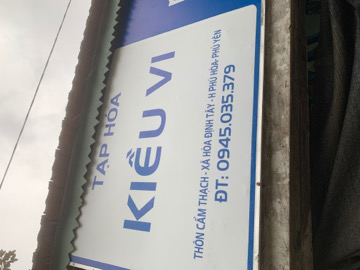 TẠP HÓA
KIỀU VI
THÔN CẨM THẠCH - XÃ HÒA ĐỊNH TÂY - H PHÚ HÒA- PHÚ YÊN
ĐT: 0945.035.379